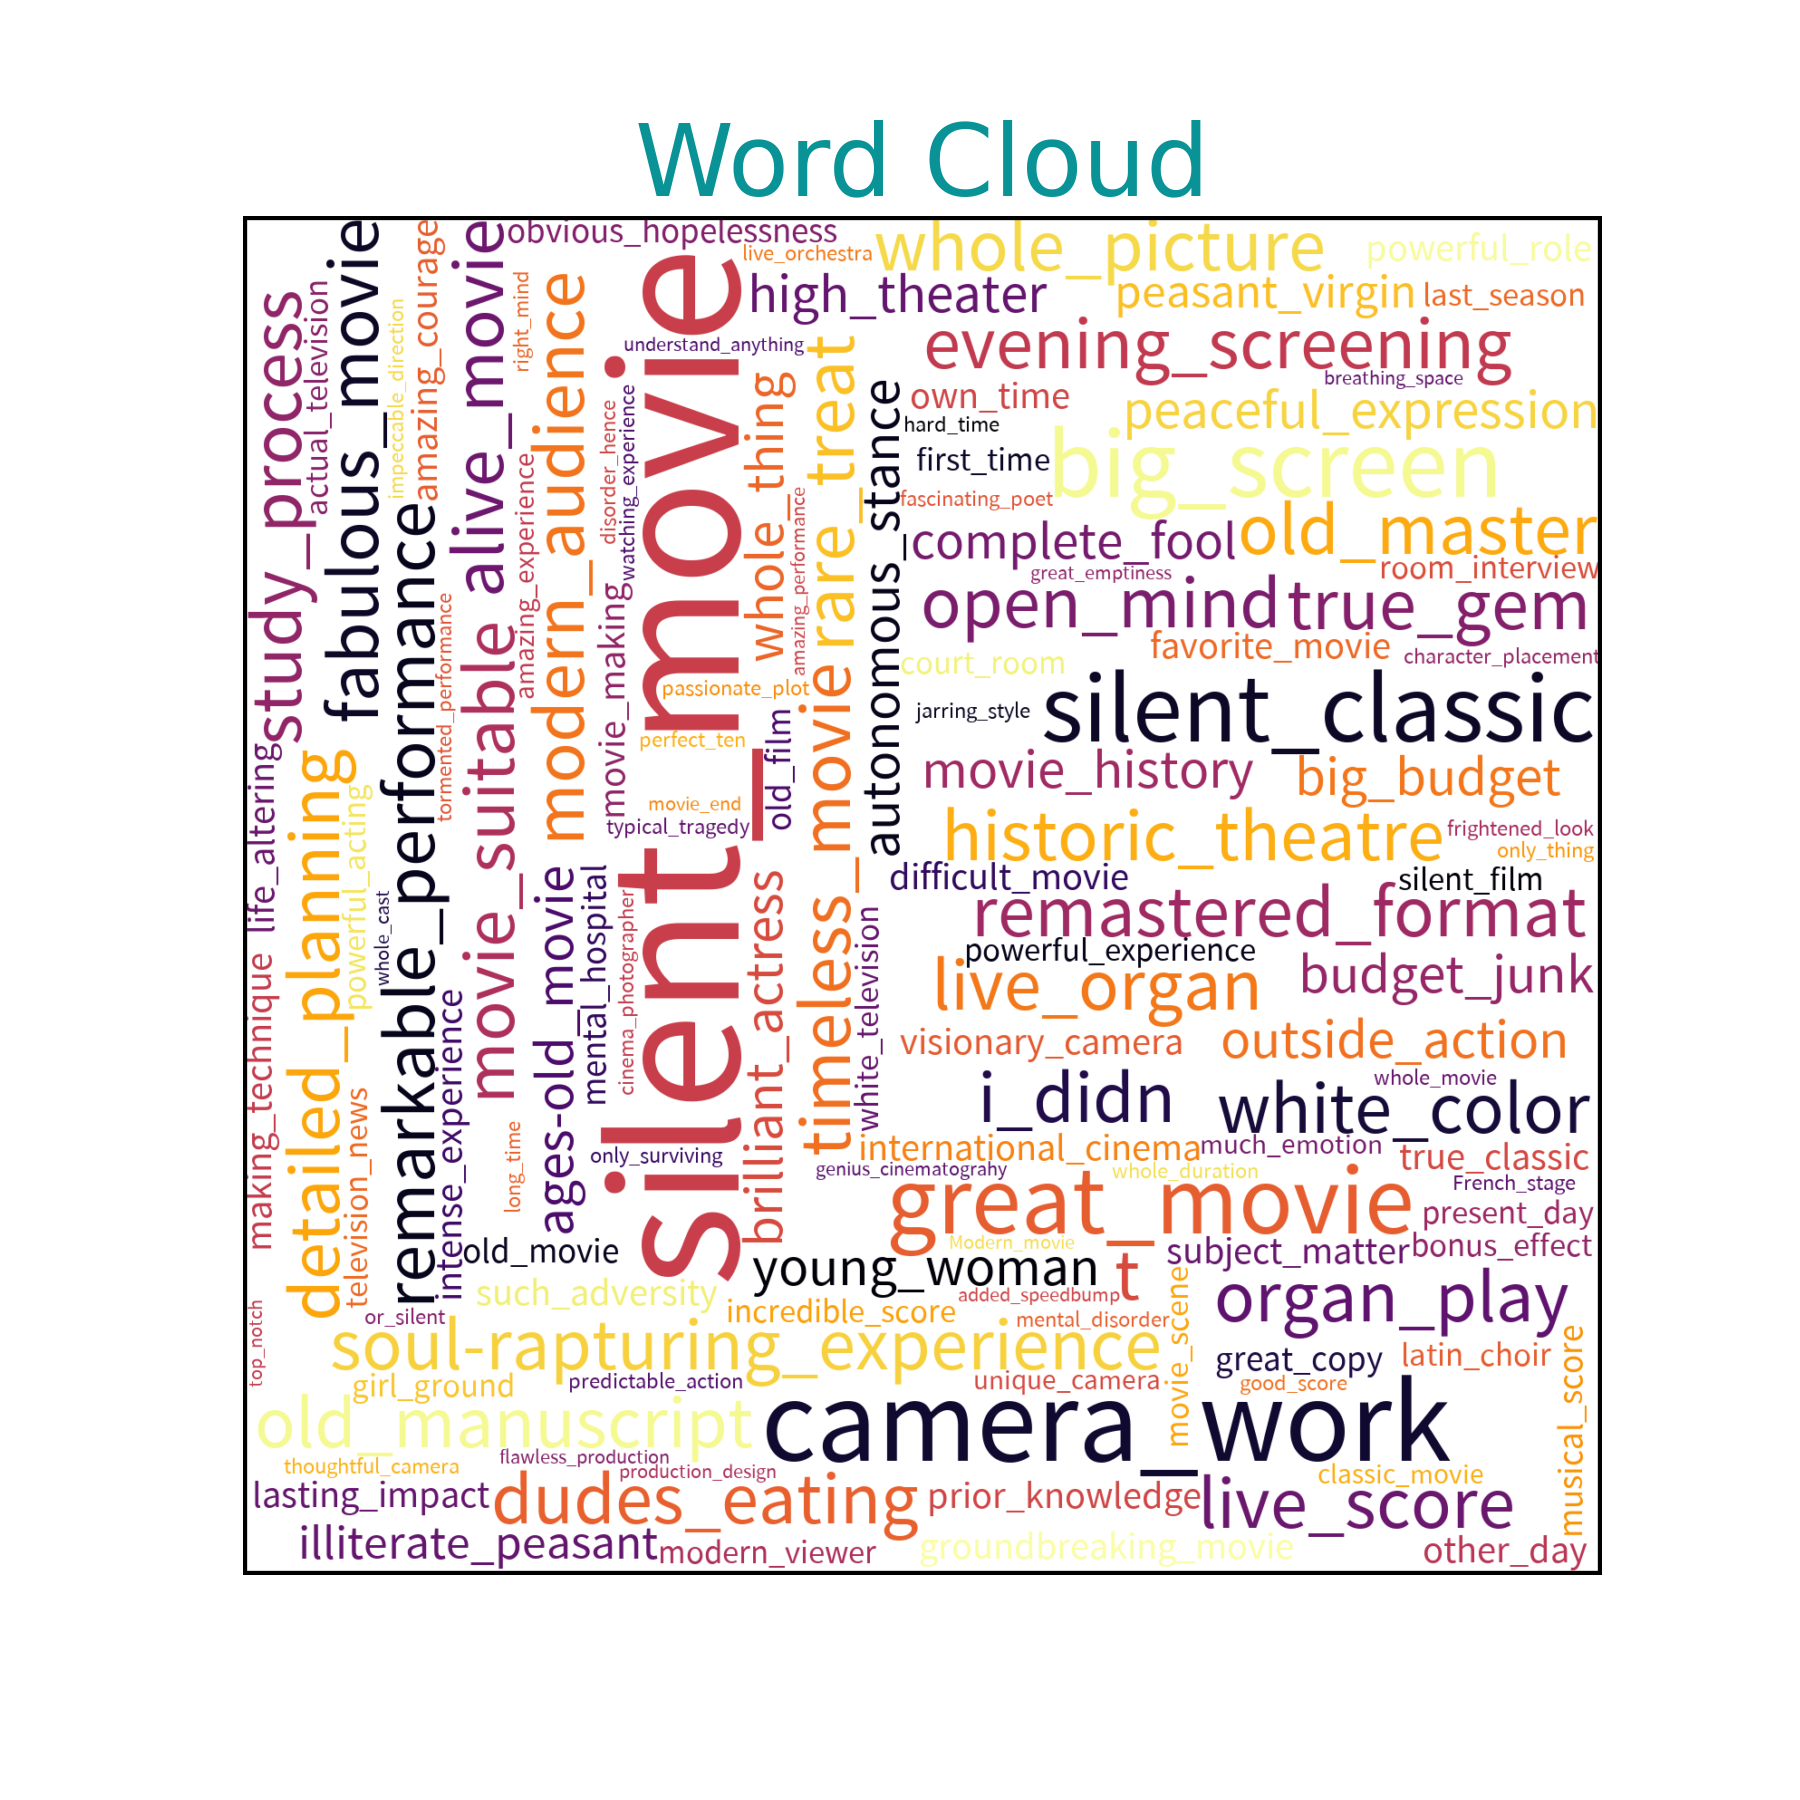 Word Cloud
obvious_hopelessness
live_orchestra
whole_picture
powerful_role
high_theater
peasant_virgin
last_season
study_process
actual_television
fabulous_movie
impeccable_direction
amazing_courage
alive_movie
right_mind
modern_audience
understand_anything
silent_movie
evening_screening
breathing_space
own_time
peaceful_expression
hard_time
first_time
big_screen
fascinating_poet
disorder_hence
watching_experience
whole_thing
rare_treat
amazing_performance
autonomous_stance
complete_fool
old_master
great_emptiness
room_interview
open_mind
true_gem
favorite_movie
character_placement
court_room
remarkable_performance
tormented_performance
movie_suitable
amazing_experience
movie_making
passionate_plot
jarring_style
silent_classic
perfect_ten
old_film
timeless_movie
movie_history
big_budget
movie_end
typical_tragedy
historic_theatre
frightened_look
only_thing
life_altering
detailed_planning
powerful_acting
difficult_movie
silent_film
whole_cast
ages-old_movie
mental_hospital
cinema_photographer
brilliant_actress
white_television
remastered_format
powerful_experience
live_organ
budget_junk
making_technique
television_news
intense_experience
visionary_camera
outside_action
i_didn
whole_movie
white_color
long_time
only_surviving
international_cinema
much_emotion
true_classic
genius_cinematograhy
whole_duration
French_stage
great_movie
present_day
old_movie
Modern_movie
subject_matter
bonus_effect
young_woman
t
such_adversity
added_speedbump
organ_play
top_notch
or_silent
incredible_score
mental_disorder
movie_scene
soul-rapturing_experience
great_copy
latin_choir
musical_score
girl_ground
predictable_action
unique_camera
good_score
old_manuscript
camera_work
thoughtful_camera
flawless_production
production_design
classic_movie
lasting_impact
dudes_eating
prior_knowledge
live_score
illiterate_peasant
modern_viewer
groundbreaking_movie
other_day